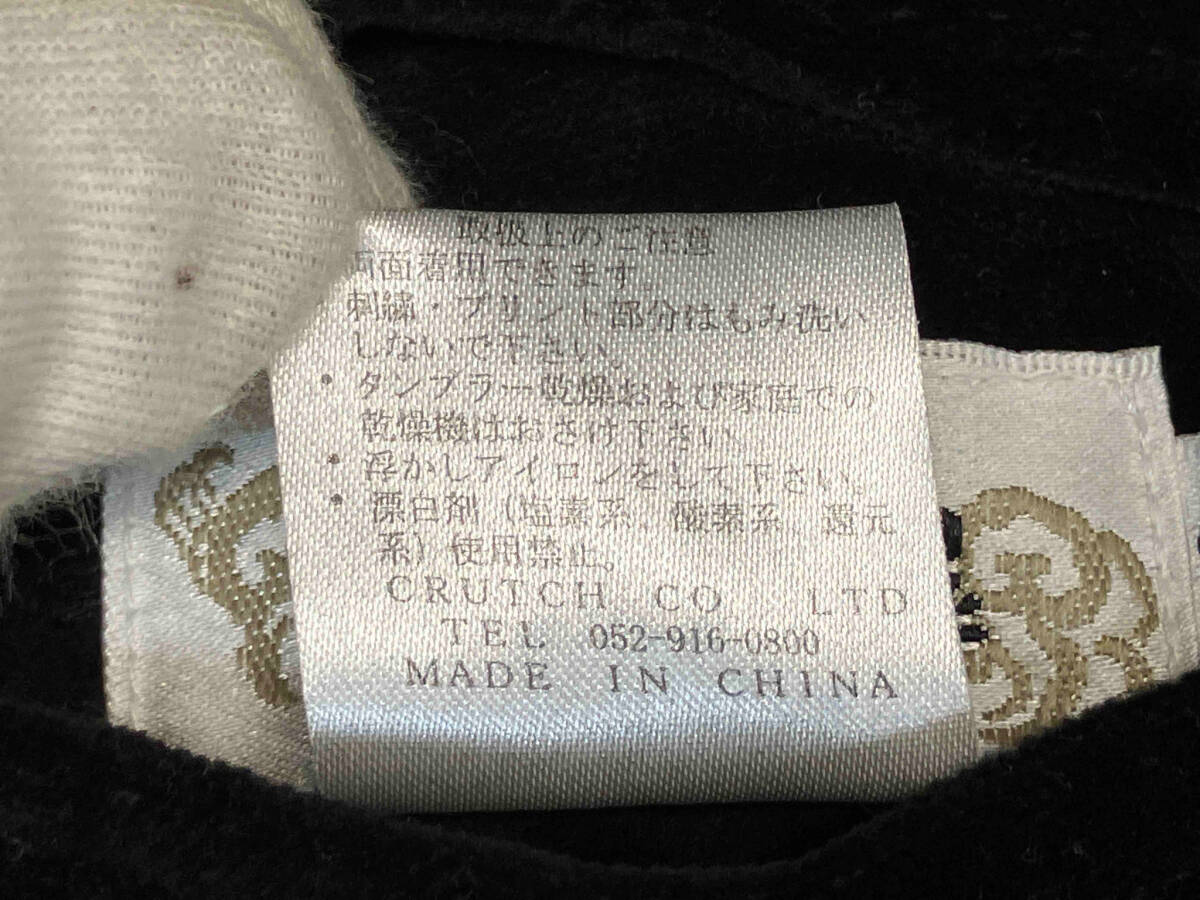 取扱上のご注意
両面着用できます
刺繍・プリント部分はもみ洗い
しないで下さい。
・タンブラー乾燥および家庭での
乾燥機はおさけ下さい。
・浮かしアイロンをして下さい。
・漂白剤（塩素系、酸素系、還元
系）使用禁止。
CRUTCH CO LTD
TEL 052-916-0800
MADE IN CHINA